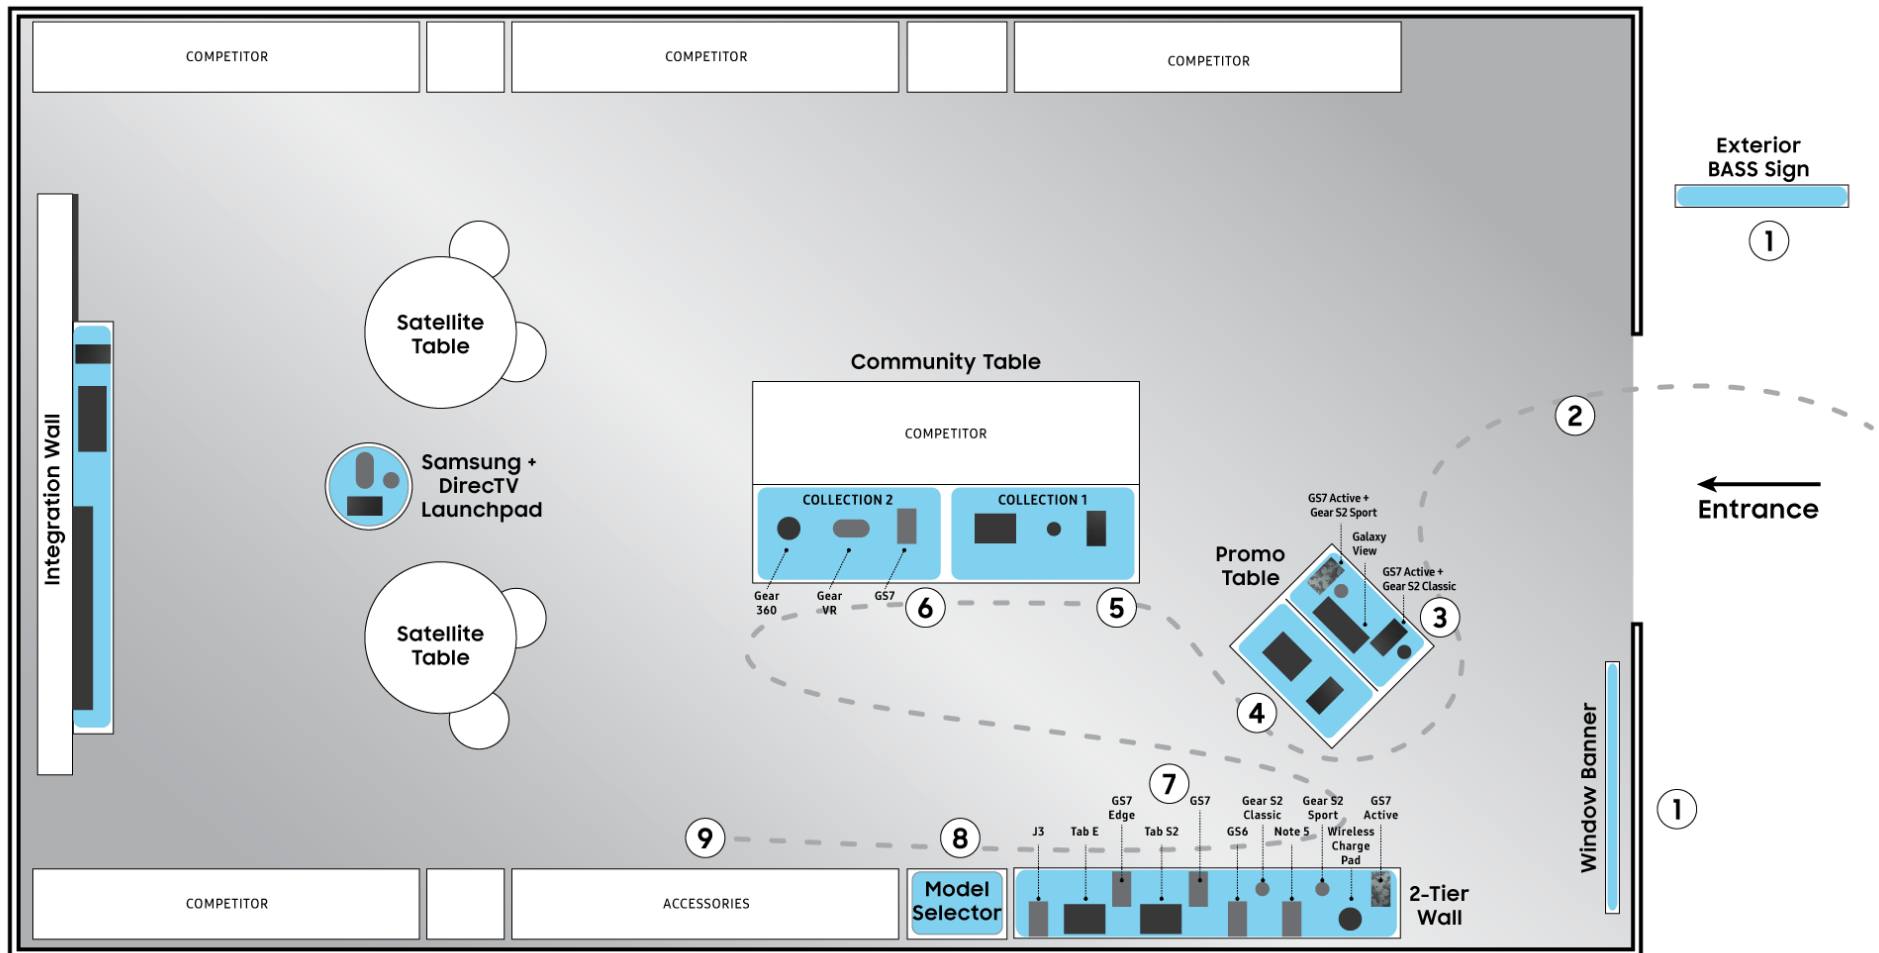 COMPETITOR
COMPETITOR
COMPETITOR
Exterior
BASS Sign
1
Satellite
Table
Community Table
COMPETITOR
2
Integration Wall
Samsung +
DirecTV
Launchpad
COLLECTION 2
COLLECTION 1
Gear
360
Gear
VR
GS7
6
5
Entrance
GS7 Active +
Gear S2 Sport
Galaxy
View
Promo
Table
GS7 Active +
Gear S2 Classic
3
4
Satellite
Table
Window Banner
1
7
GS7
Edge
GS7
Gear S2
Classic
Gear S2
Sport
GS7
Active
9
8
J3
Tab E
Tab S2
GS6
Note 5
Wireless
Charge
Pad
COMPETITOR
ACCESSORIES
Model
Selector
2-Tier
Wall